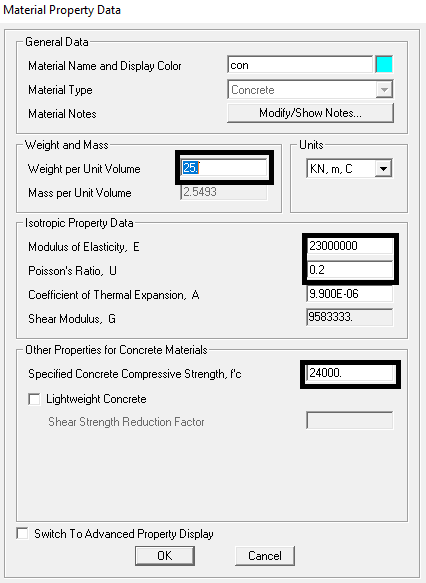 Material Property Data
General Data
Material Name and Display Color con
Material Type Concrete
Material Notes Modify/Show Notes...
Weight and Mass
Weight per Unit Volume 25.
Mass per Unit Volume 2.5493
Units
KN, m, C
Isotropic Property Data
Modulus of Elasticity, E 23000000
Poisson's Ratio, U 0.2
Coefficient of Thermal Expansion, A 9.900E-06
Shear Modulus, G 9583333.
Other Properties for Concrete Materials
Specified Concrete Compressive Strength, f'c 24000.
Lightweight Concrete
Shear Strength Reduction Factor
Switch To Advanced Property Display
OK Cancel